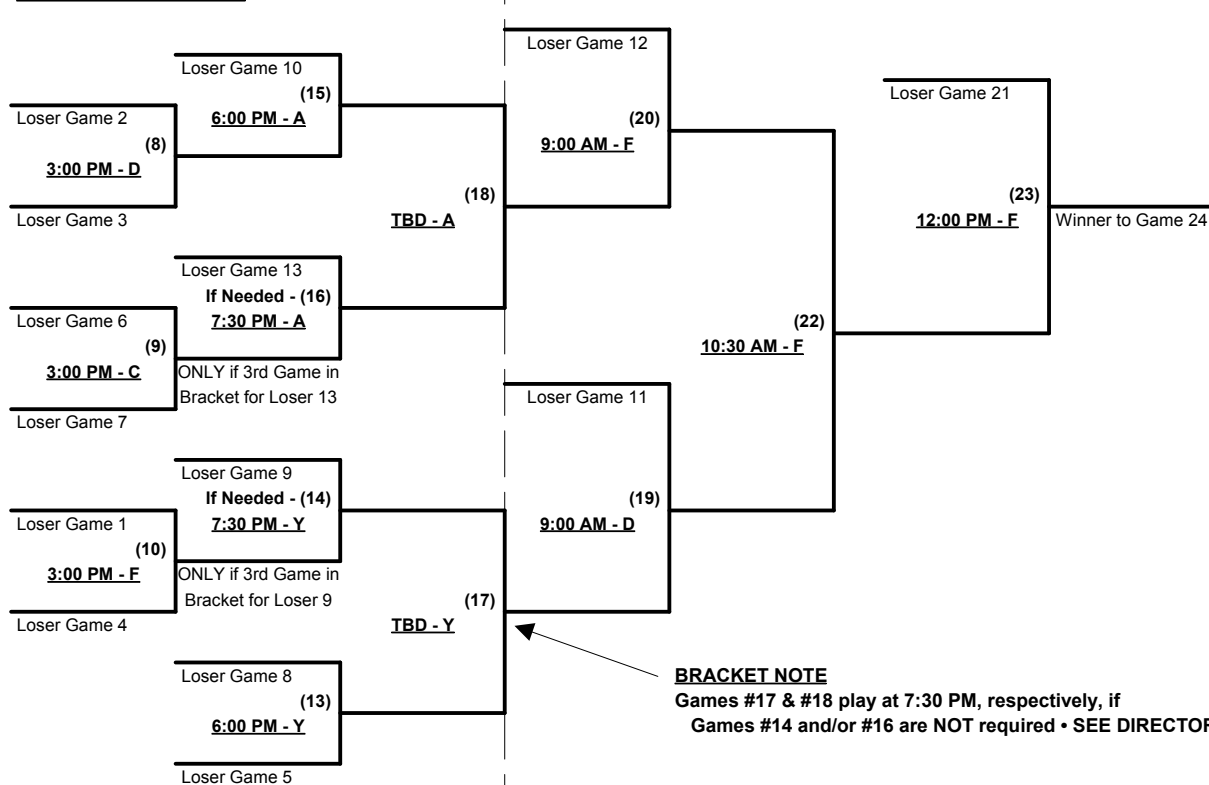 Loser Game 12
Loser Game 10
(15)
6:00 PM - A
Loser Game 21
Loser Game 2
(8)
3:00 PM - D
(20)
9:00 AM - F
(18)
TBD - A
(23)
12:00 PM - F
Winner to Game 24
Loser Game 3
Loser Game 13
If Needed - (16)
7:30 PM - A
Loser Game 6
(9)
3:00 PM - C
ONLY if 3rd Game in
Bracket for Loser 13
(22)
10:30 AM - F
Loser Game 11
Loser Game 7
Loser Game 9
If Needed - (14)
7:30 PM - Y
Loser Game 1
(10)
3:00 PM - F
ONLY if 3rd Game in
Bracket for Loser 9
(19)
9:00 AM - D
(17)
TBD - Y
Loser Game 4
Loser Game 8
(13)
6:00 PM - Y
Loser Game 5
BRACKET NOTE
Games #17 & #18 play at 7:30 PM, respectively, if
Games #14 and/or #16 are NOT required • SEE DIRECTOR